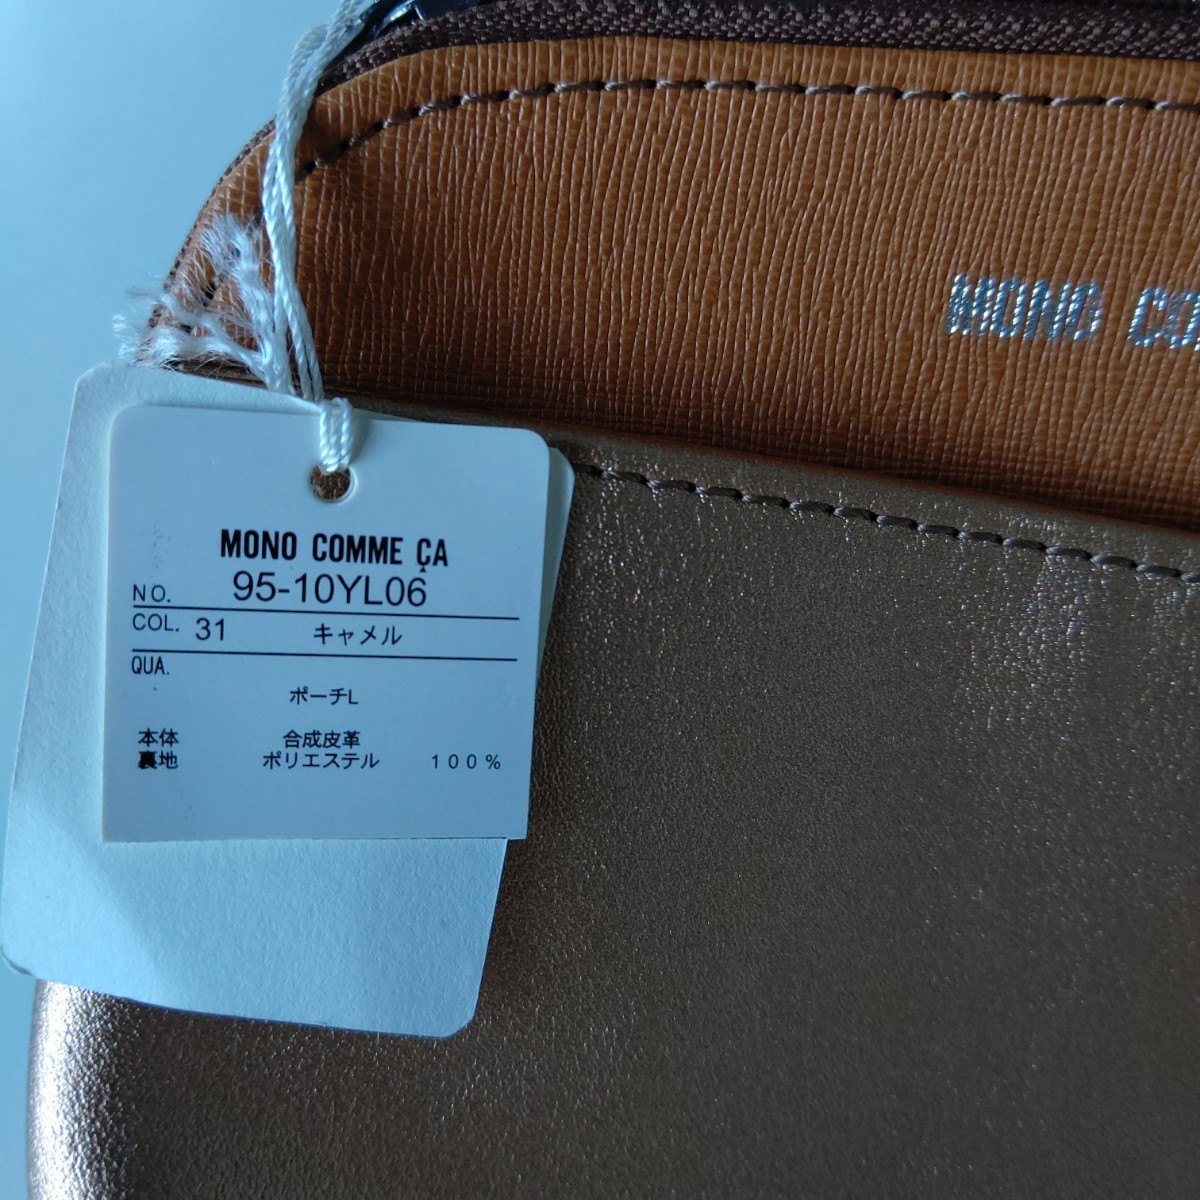 MONO CO
MONO COMME ÇA
NO. 95-10YL06
COL. 31 キャメル
QUA.
ポーチL
本体 合成皮革
裏地 ポリエステル 100%